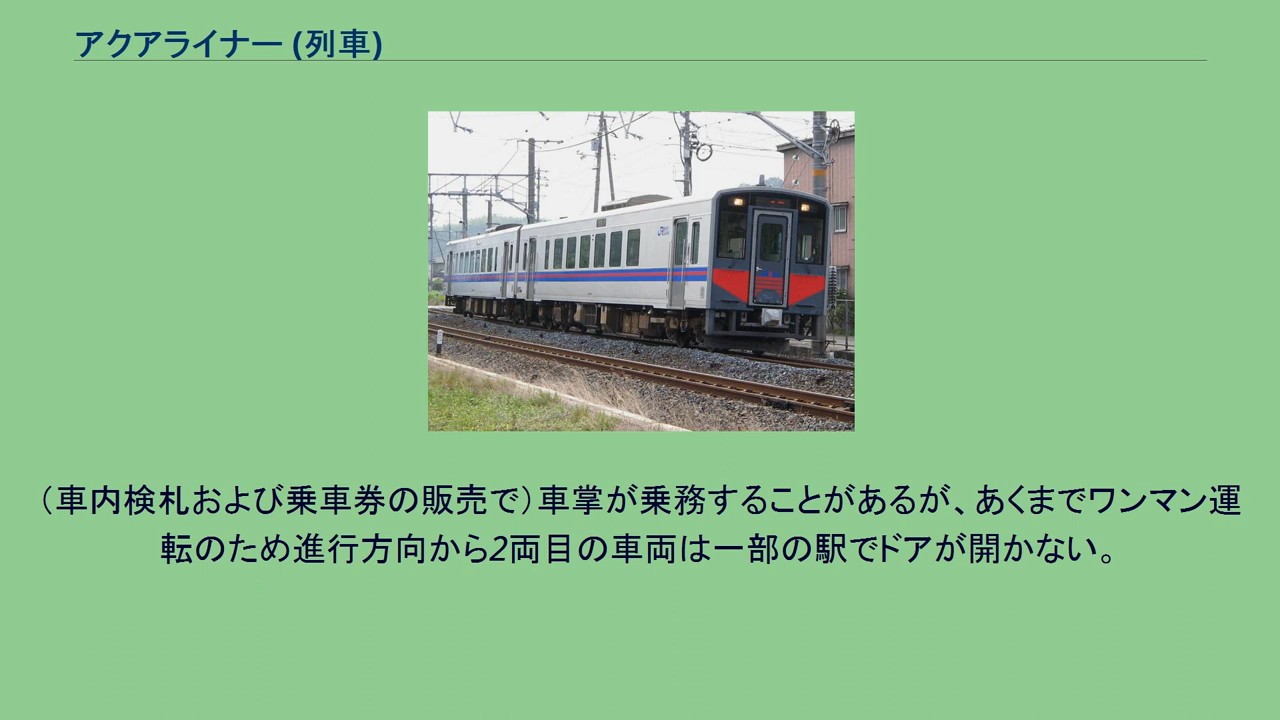 アクアライナー (列車)
（車内検札および乗車券の販売で）車掌が乗務することがあるが、あくまでワンマン運
転のため進行方向から2両目の車両は一部の駅でドアが開かない。